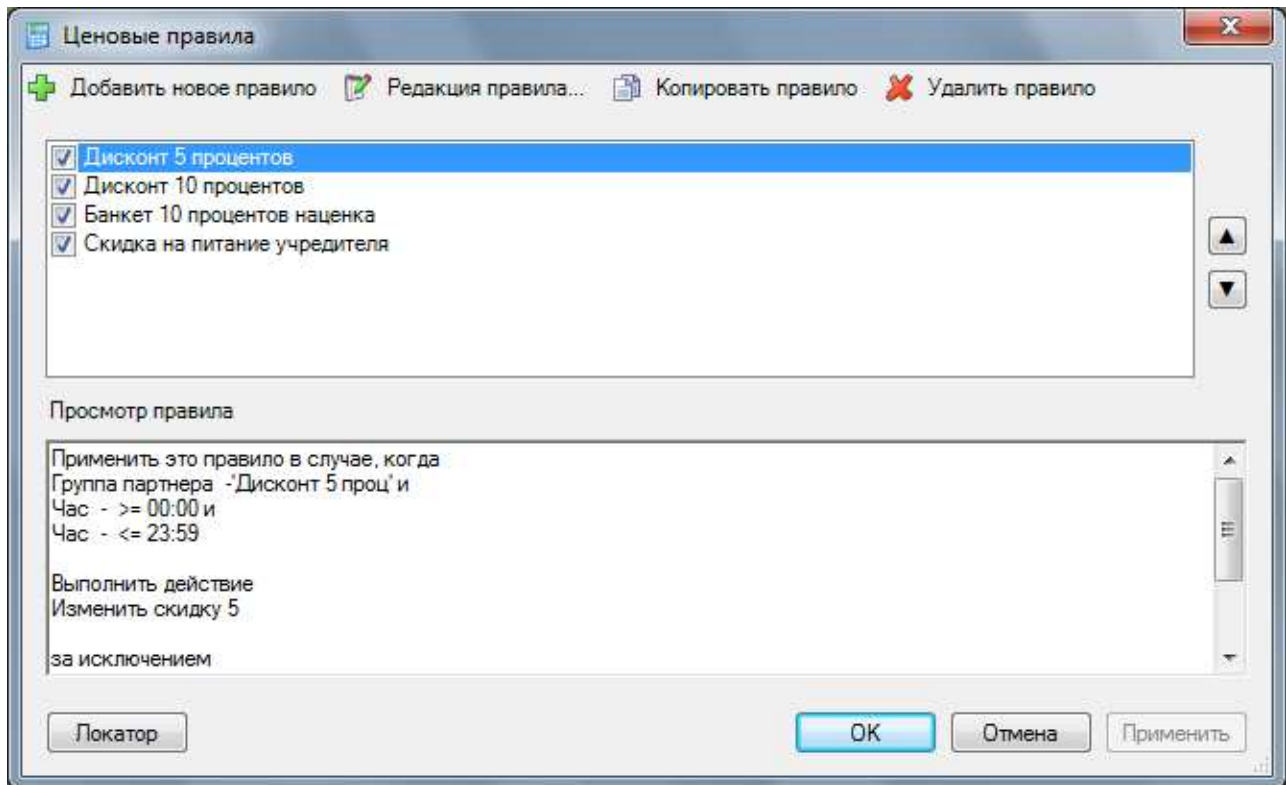 Ценовые правила
Добавить новое правило Редакция правила... Копировать правило Удалить правило
Дисконт 5 процентов
Дисконт 10 процентов
Банкет 10 процентов наценка
Скидка на питание учредителя
Просмотр правила
Применить это правило в случае, когда
Группа партнера -'Дисконт 5 проц' и
Час - >= 00:00 и
Час - <= 23:59
Выполнить действие
Изменить скидку 5
за исключением
Локатор OK Отмена Применить